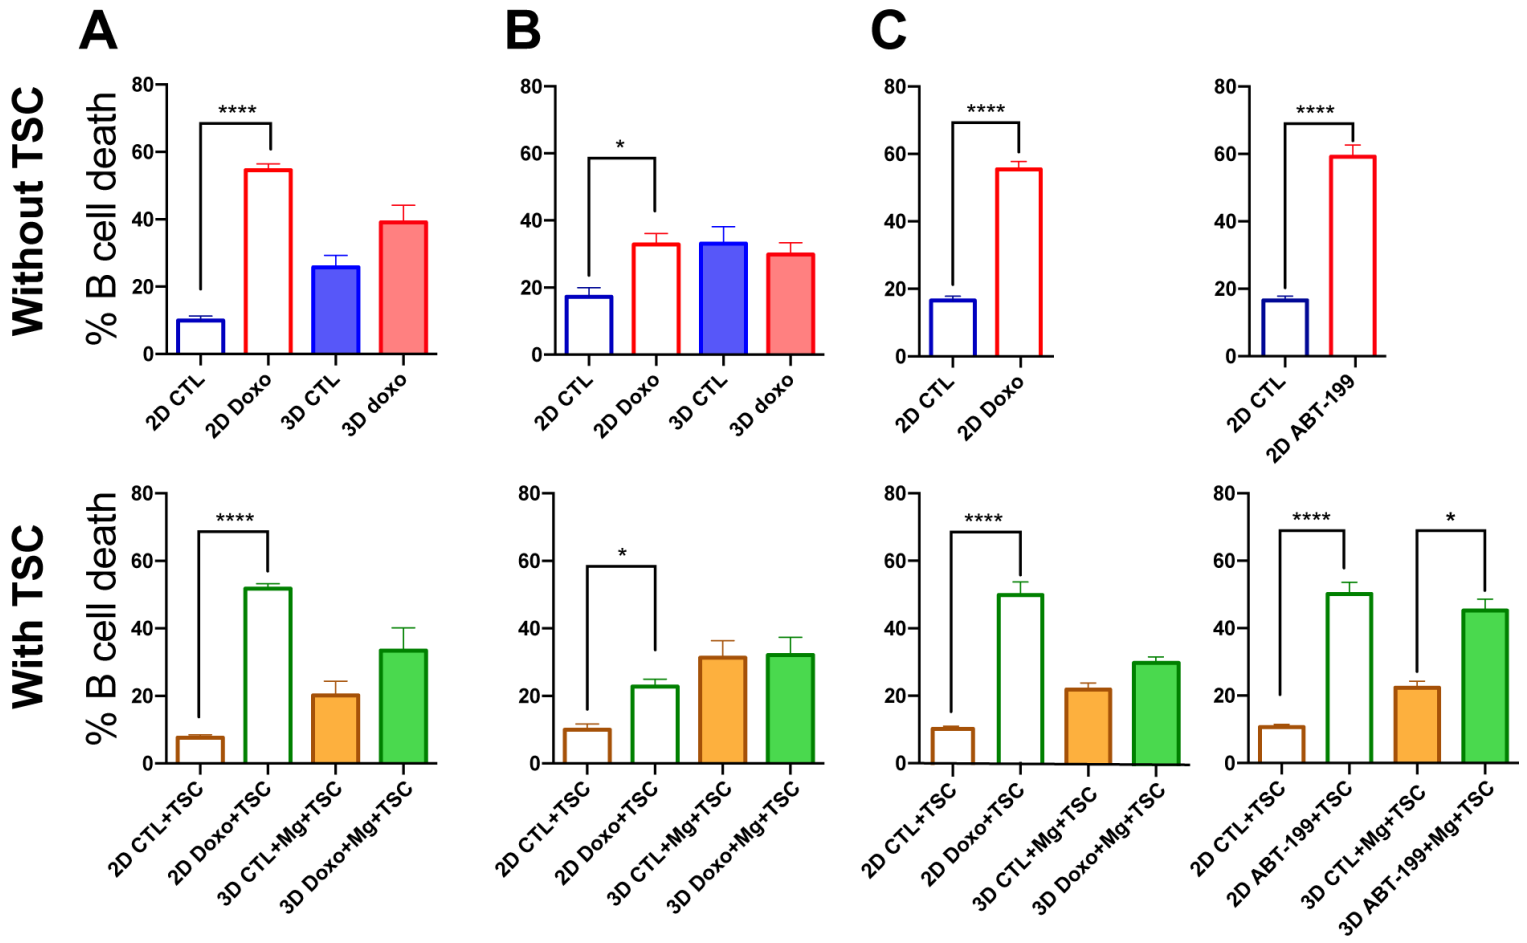 A
B
C
Without TSC
% B cell death
80
60
40
20
0
****
2D CTL
2D Doxo
3D CTL
3D doxo
80
60
40
20
0
*
2D CTL
2D Doxo
3D CTL
3D doxo
80
60
40
20
0
****
2D CTL
2D Doxo
80
60
40
20
0
****
2D CTL
2D ABT-199
With TSC
% B cell death
80
60
40
20
0
****
2D CTL+TSC
2D Doxo+TSC
3D CTL+Mg+TSC
3D Doxo+Mg+TSC
80
60
40
20
0
*
2D CTL+TSC
2D Doxo+TSC
3D CTL+Mg+TSC
3D Doxo+Mg+TSC
80
60
40
20
0
****
2D CTL+TSC
2D Doxo+TSC
3D CTL+Mg+TSC
3D Doxo+Mg+TSC
80
60
40
20
0
****
*
2D CTL+TSC
2D ABT-199+TSC
3D CTL+Mg+TSC
3D ABT-199+Mg+TSC